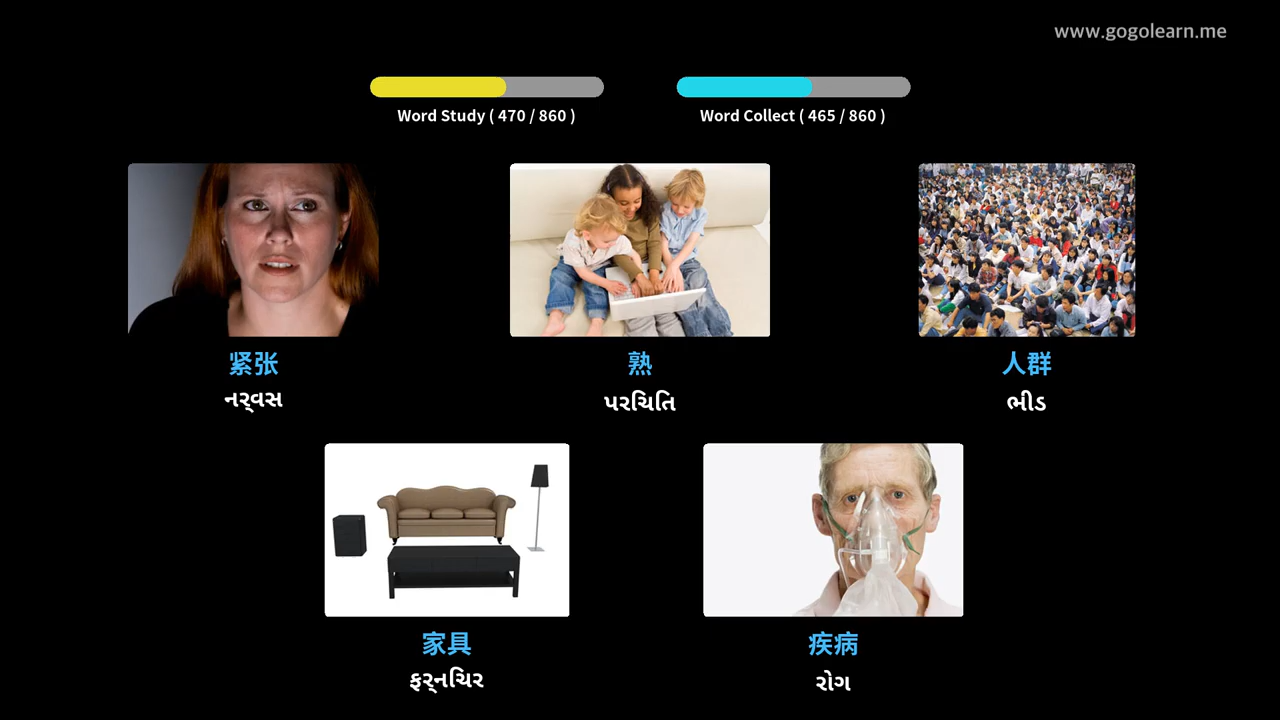 www.gogolearn.me
Word Study ( 470 / 860 )
Word Collect ( 465 / 860 )
紧张
નર્વસ
熟
પરિચિત
人群
ભીડ
家具
ફર્નિચર
疾病
રોગ